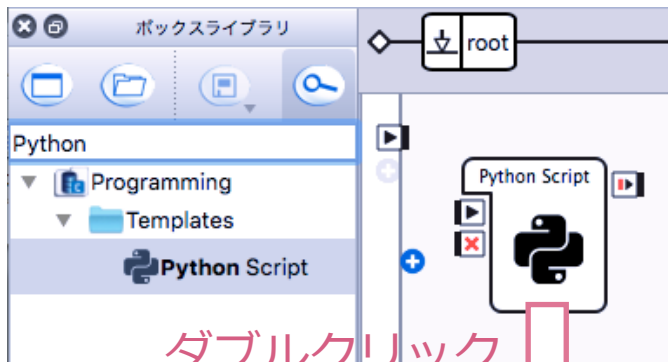 ボックスライブラリ
root
Python
Programming
Templates
Python Script
Python Script
ダブルクリック